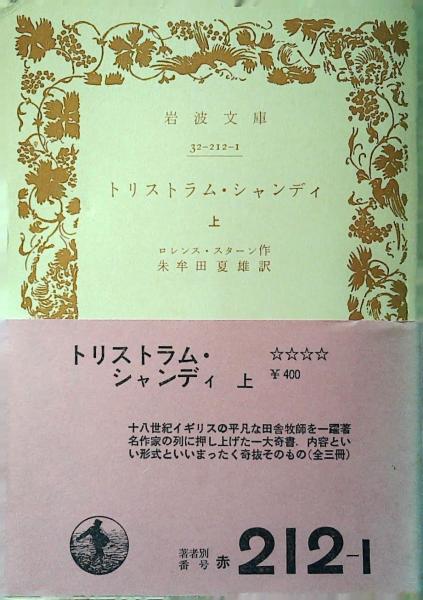 岩波文庫
32-212-1
トリストラム・シャンディ
上
ロレンス・スターン作
朱牟田夏雄訳
トリストラム・
シャンディ 上
☆☆☆☆
¥400
十八世紀イギリスの平凡な田舎牧師を一躍著
名作家の列に押し上げた一大奇書．内容とい
い形式といいまったく奇抜そのもの（全三冊）
著者別
番号 赤 212-1